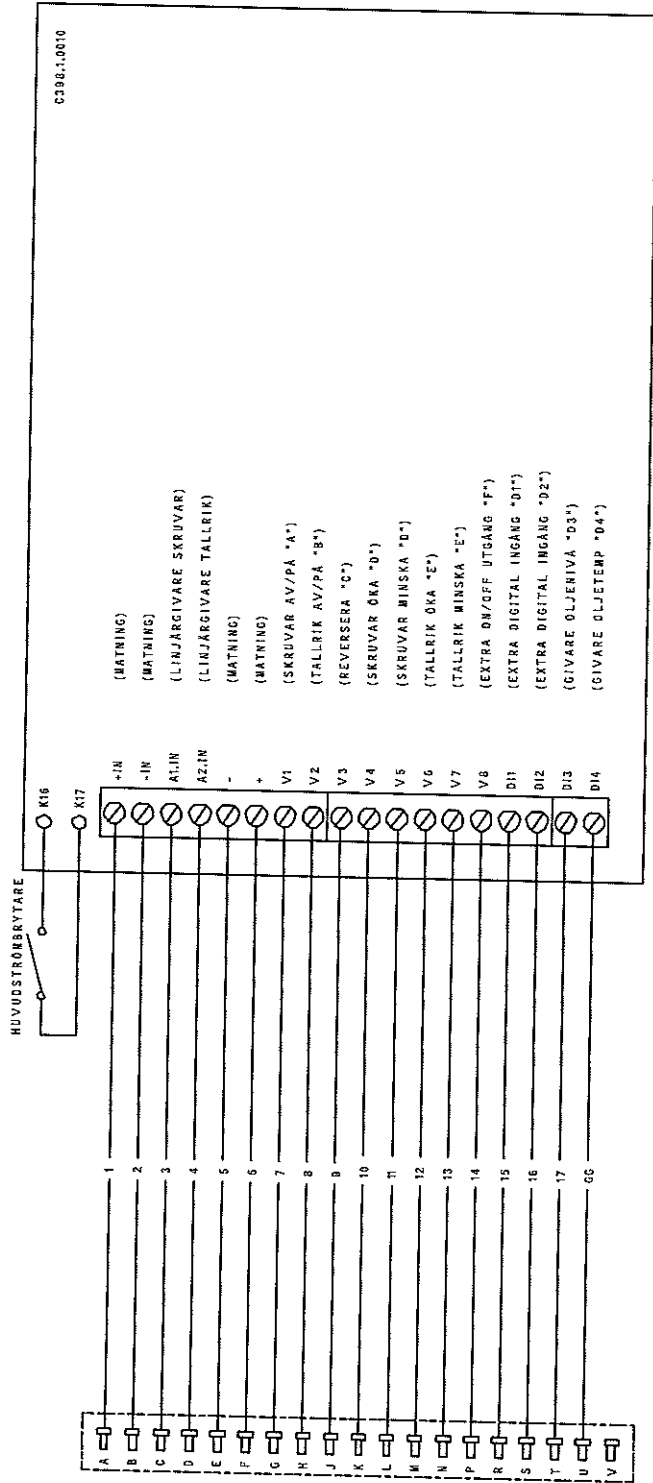 C398.1.0010
HUVUDSTRÖMBRYTARE
K16
K17
A 1 +IN (MATNING)
B 2 -IN (MATNING)
C 3 A1.IN (LINJÄRGIVARE SKRUVAR)
D 4 A2.IN (LINJÄRGIVARE TALLRIK)
E 5 - (MATNING)
F 6 + (MATNING)
G 7 V1 (SKRUVAR AV/PÅ "A")
H 8 V2 (TALLRIK AV/PÅ "B")
J 9 V3 (REVERSERA "C")
K 10 V4 (SKRUVAR ÖKA "D")
L 11 V5 (SKRUVAR MINSKA "D")
M 12 V6 (TALLRIK ÖKA "E")
N 13 V7 (TALLRIK MINSKA "E")
P 14 V8 (EXTRA ON/OFF UTGÅNG "F")
R 15 DI1 (EXTRA DIGITAL INGÅNG "D1")
S 16 DI2 (EXTRA DIGITAL INGÅNG "D2")
T 17 DI3 (GIVARE OLJENIVÅ "D3")
U GG DI4 (GIVARE OLJETEMP "D4")
V